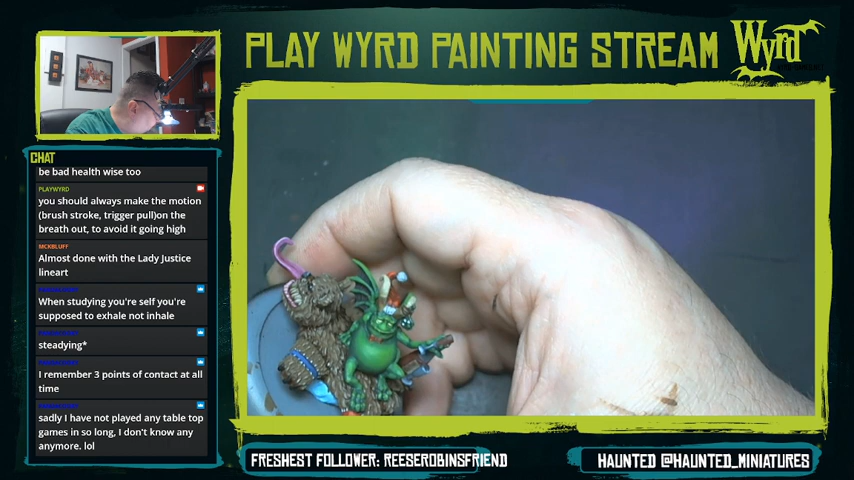 PLAY WYRD PAINTING STREAM
Wyrd
CHAT
be bad health wise too
PLAYWYRD
you should always make the motion
(brush stroke, trigger pull)on the
breath out, to avoid it going high
MCKBLUFF
Almost done with the Lady Justice
lineart
When studying you're self you're
supposed to exhale not inhale
steadying*
I remember 3 points of contact at all
time
sadly I have not played any table top
games in so long, I don't know any
anymore. lol
FRESHEST FOLLOWER: REESEROBINSFRIEND
HAUNTED @HAUNTED_MINIATURES